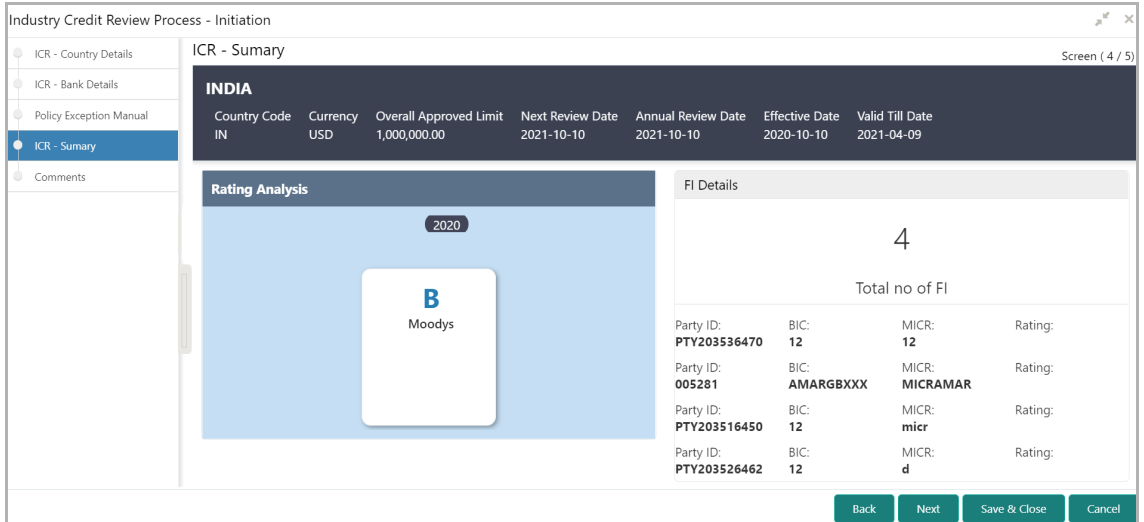 Industry Credit Review Process - Initiation
ICR - Country Details
ICR - Bank Details
Policy Exception Manual
ICR - Sumary
Comments
ICR - Sumary
Screen ( 4 / 5)
INDIA
Country Code Currency Overall Approved Limit Next Review Date Annual Review Date Effective Date Valid Till Date
IN USD 1,000,000.00 2021-10-10 2021-10-10 2020-10-10 2021-04-09
Rating Analysis
2020
B
Moodys
FI Details
4
Total no of FI
Party ID: BIC: MICR: Rating:
PTY203536470 12 12
Party ID: BIC: MICR: Rating:
005281 AMARGBXXX MICRAMAR
Party ID: BIC: MICR: Rating:
PTY203516450 12 micr
Party ID: BIC: MICR: Rating:
PTY203526462 12 d
Back Next Save & Close Cancel